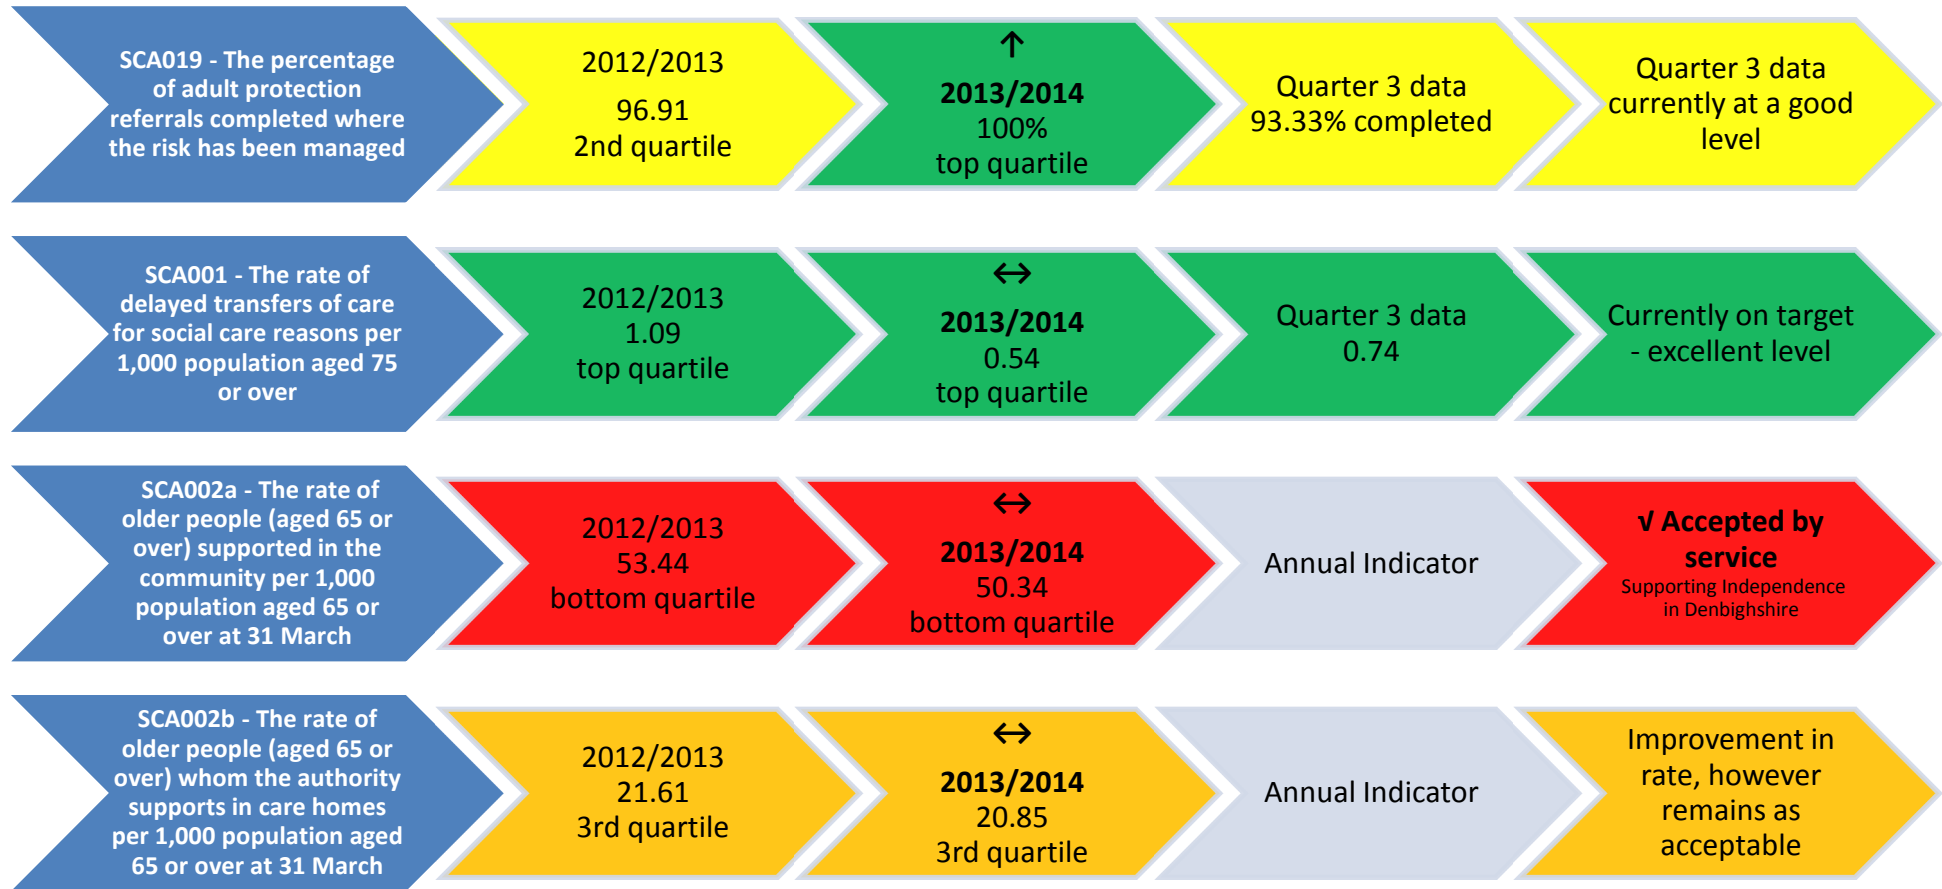 SCA019 - The percentage
of adult protection
referrals completed where
the risk has been managed
2012/2013
96.91
2nd quartile
↑
2013/2014
100%
top quartile
Quarter 3 data
93.33% completed
Quarter 3 data
currently at a good
level
SCA001 - The rate of
delayed transfers of care
for social care reasons per
1,000 population aged 75
or over
2012/2013
1.09
top quartile
↔
2013/2014
0.54
top quartile
Quarter 3 data
0.74
Currently on target
- excellent level
SCA002a - The rate of
older people (aged 65 or
over) supported in the
community per 1,000
population aged 65 or
over at 31 March
2012/2013
53.44
bottom quartile
↔
2013/2014
50.34
bottom quartile
Annual Indicator
√ Accepted by
service
Supporting Independence
in Denbighshire
SCA002b - The rate of
older people (aged 65 or
over) whom the authority
supports in care homes
per 1,000 population aged
65 or over at 31 March
2012/2013
21.61
3rd quartile
↔
2013/2014
20.85
3rd quartile
Annual Indicator
Improvement in
rate, however
remains as
acceptable